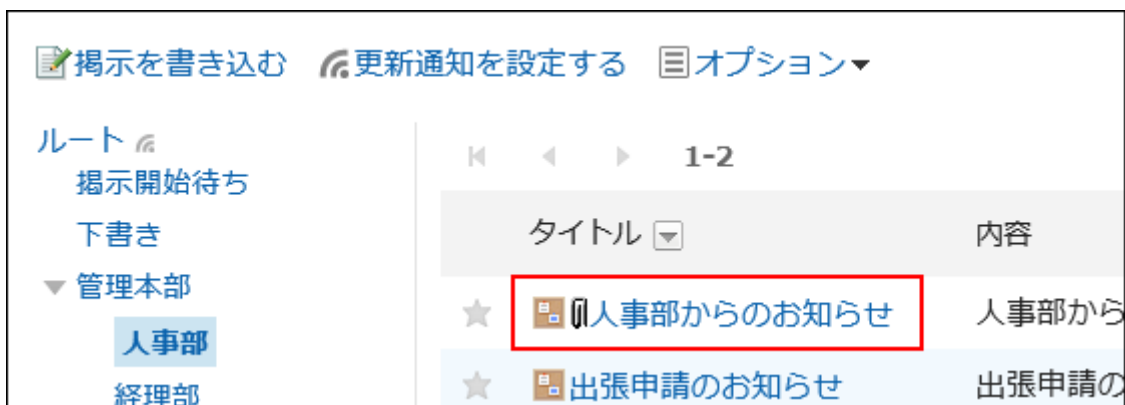 掲示を書き込む 更新通知を設定する オプション
ルート
掲示開始待ち
下書き
管理本部
人事部
経理部
1-2
タイトル 内容
人事部からのお知らせ 人事部から
出張申請のお知らせ 出張申請の